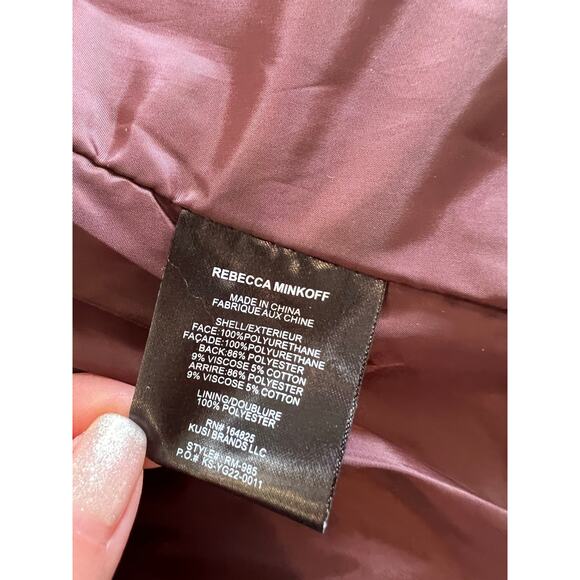 REBECCA MINKOFF
MADE IN CHINA
FABRIQUE AUX CHINE
SHELL/EXTERIEUR
FACE:100%POLYURETHANE
FAÇADE:100%POLYURETHANE
BACK:86% POLYESTER
9% VISCOSE 5% COTTON
ARRIRE:86% POLYESTER
9% VISCOSE 5% COTTON
LINING/DOUBLURE
100% POLYESTER
RN# 164825
KUSI BRANDS LLC
STYLE#: RM-985
P.O.# KS-YG22-0011